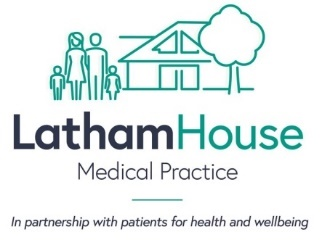 LathamHouse
Medical Practice
In partnership with patients for health and wellbeing